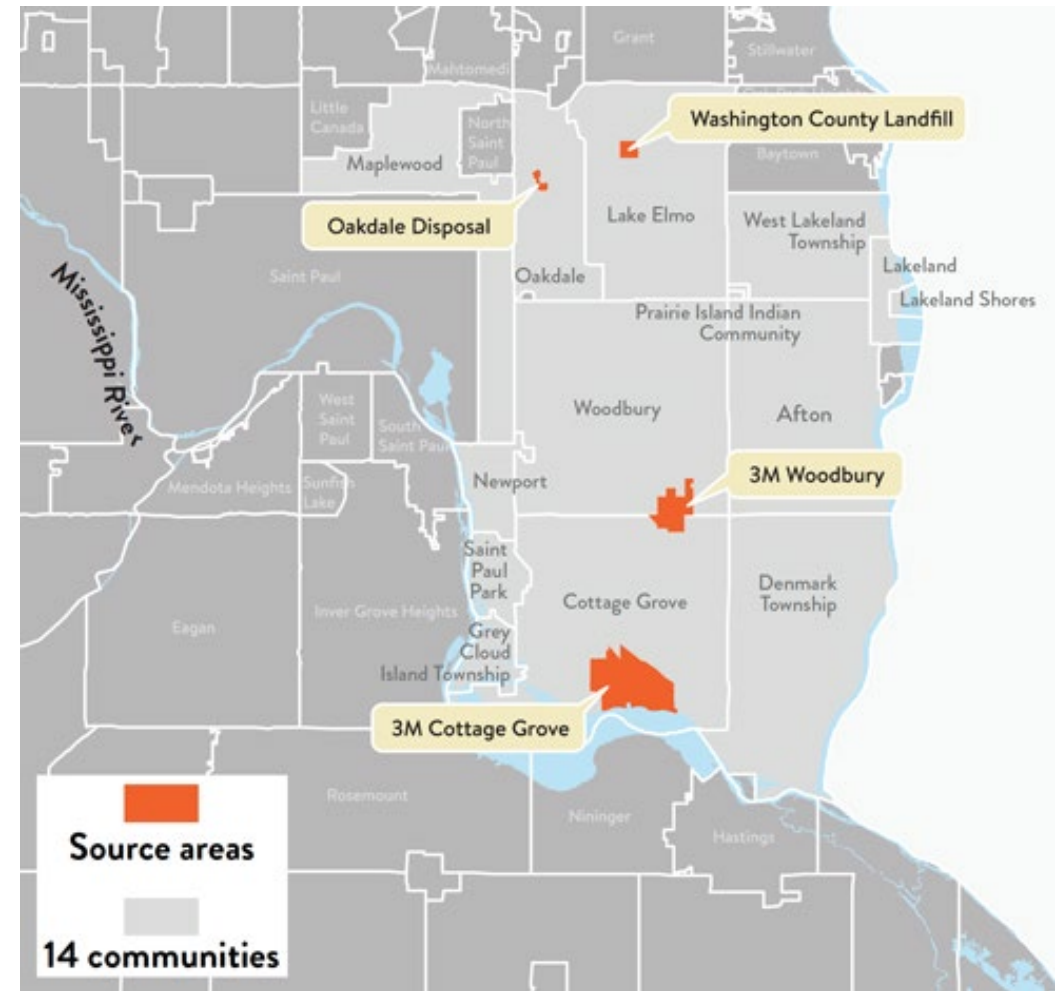 Grant
Stillwater
Mahtomedi
Little
Canada
North
Saint
Paul
Washington County Landfill
Baytown
Maplewood
Oakdale Disposal
Lake Elmo
West Lakeland
Township
Saint Paul
Oakdale
Lakeland
Lakeland Shores
Mississippi River
Prairie Island Indian
Community
West
Saint
Paul
South
Saint Paul
Woodbury
Afton
Mendota Heights
Sunfish
Lake
Newport
3M Woodbury
Saint
Paul
Park
Cottage Grove
Denmark
Township
Eagan
Inver Grove Heights
Grey
Cloud
Island Township
3M Cottage Grove
Rosemount
Nininger
Hastings
Source areas
14 communities